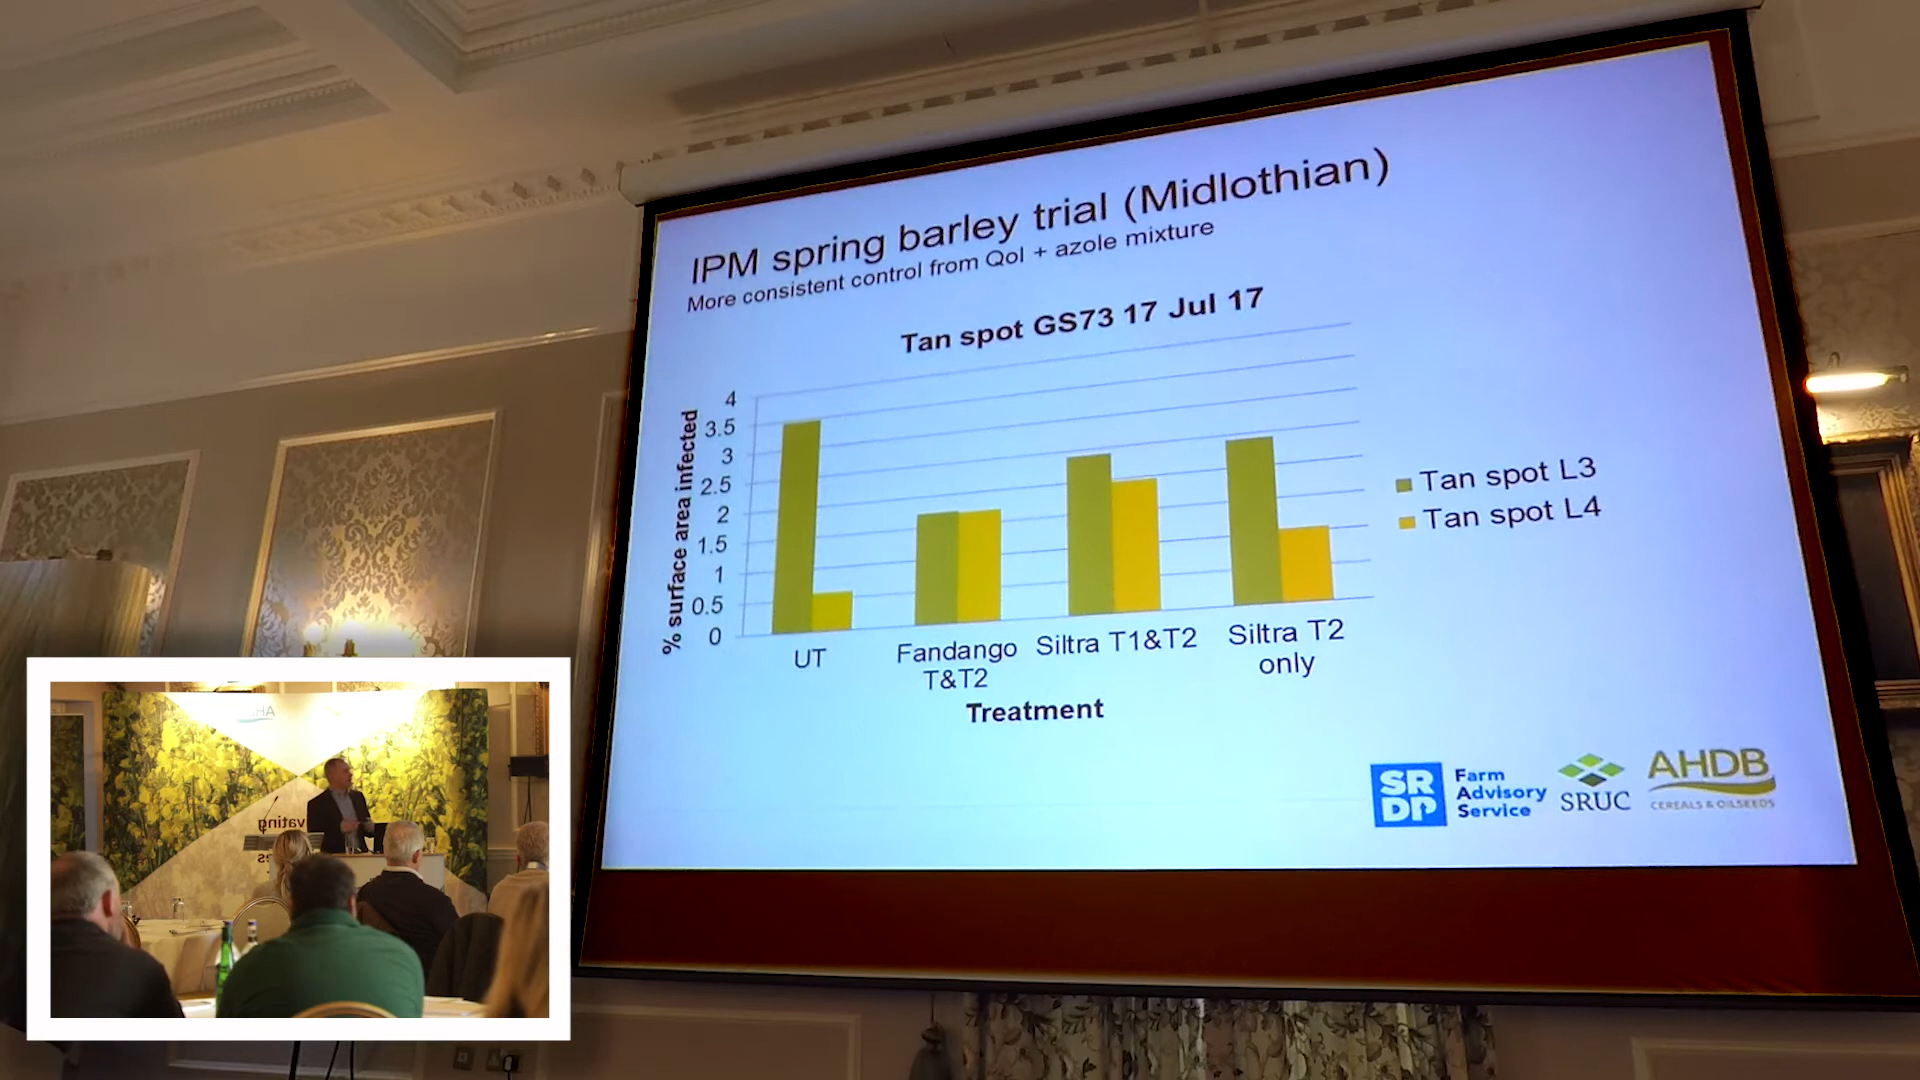 IPM spring barley trial (Midlothian)
More consistent control from QoI + azole mixture
Tan spot GS73 17 Jul 17
% surface area infected
4
3.5
3
2.5
2
1.5
1
0.5
0
UT
Fandango
T&T2
Siltra T1&T2
Siltra T2
only
Treatment
Tan spot L3
Tan spot L4
SR
DP
Farm
Advisory
Service
SRUC
AHDB
CEREALS & OILSEEDS